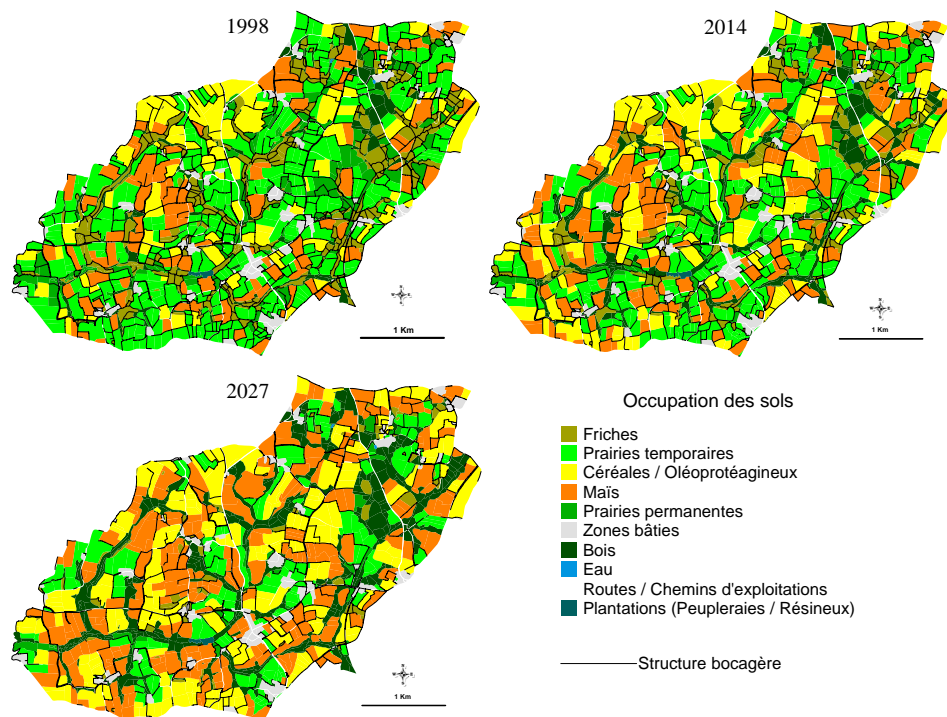 1998
2014
1 Km
1 Km
2027
1 Km
Occupation des sols
Friches
Prairies temporaires
Céréales / Oléoprotéagineux
Maïs
Prairies permanentes
Zones bâties
Bois
Eau
Routes / Chemins d'exploitations
Plantations (Peupleraies / Résineux)
Structure bocagère